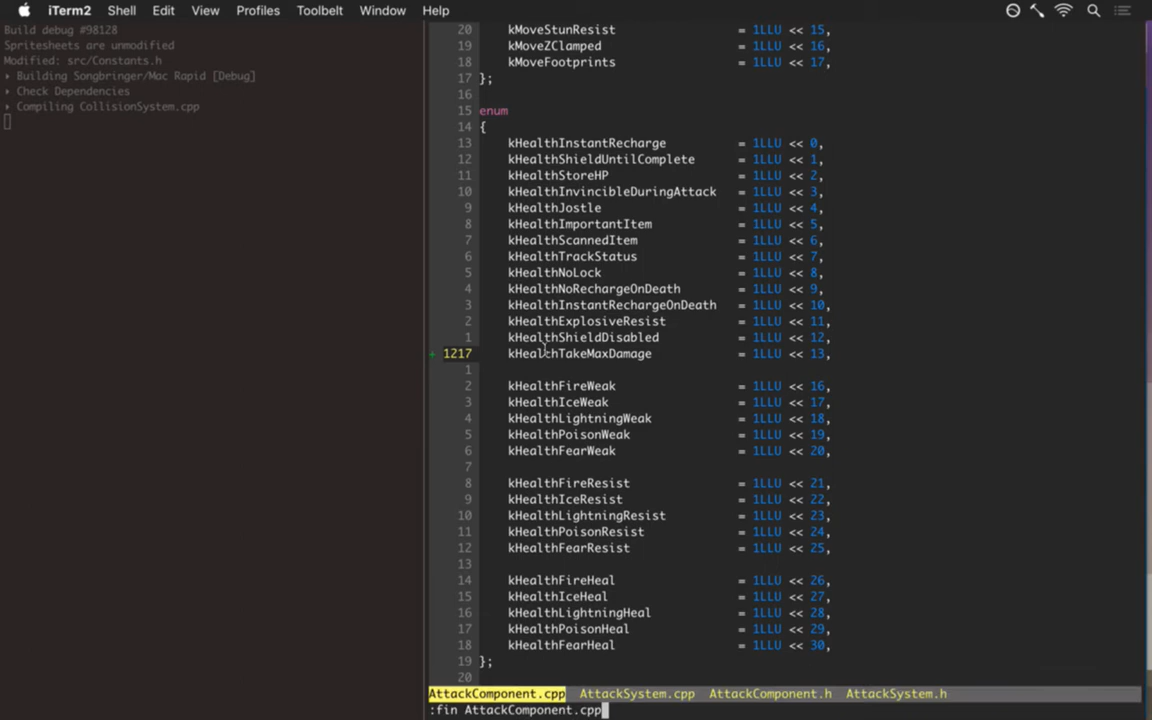 iTerm2 Shell Edit View Profiles Toolbelt Window Help
Build debug #98128
Spritesheets are unmodified
Modified: src/Constants.h
Building Songbringer/Mac Rapid [Debug]
Check Dependencies
Compiling CollisionSystem.cpp
20 kMoveStunResist = 1LLU << 15,
19 kMoveZClamped = 1LLU << 16,
18 kMoveFootprints = 1LLU << 17,
17 };
16
15 enum
14 {
13 kHealthInstantRecharge = 1LLU << 0,
12 kHealthShieldUntilComplete = 1LLU << 1,
11 kHealthStoreHP = 1LLU << 2,
10 kHealthInvincibleDuringAttack = 1LLU << 3,
9 kHealthJostle = 1LLU << 4,
8 kHealthImportantItem = 1LLU << 5,
7 kHealthScannedItem = 1LLU << 6,
6 kHealthTrackStatus = 1LLU << 7,
5 kHealthNoLock = 1LLU << 8,
4 kHealthNoRechargeOnDeath = 1LLU << 9,
3 kHealthInstantRechargeOnDeath = 1LLU << 10,
2 kHealthExplosiveResist = 1LLU << 11,
1 kHealthShieldDisabled = 1LLU << 12,
+ 1217 kHealthTakeMaxDamage = 1LLU << 13,
1
2 kHealthFireWeak = 1LLU << 16,
3 kHealthIceWeak = 1LLU << 17,
4 kHealthLightningWeak = 1LLU << 18,
5 kHealthPoisonWeak = 1LLU << 19,
6 kHealthFearWeak = 1LLU << 20,
7
8 kHealthFireResist = 1LLU << 21,
9 kHealthIceResist = 1LLU << 22,
10 kHealthLightningResist = 1LLU << 23,
11 kHealthPoisonResist = 1LLU << 24,
12 kHealthFearResist = 1LLU << 25,
13
14 kHealthFireHeal = 1LLU << 26,
15 kHealthIceHeal = 1LLU << 27,
16 kHealthLightningHeal = 1LLU << 28,
17 kHealthPoisonHeal = 1LLU << 29,
18 kHealthFearHeal = 1LLU << 30,
19 };
20
AttackComponent.cpp AttackSystem.cpp AttackComponent.h AttackSystem.h
:fin AttackComponent.cpp